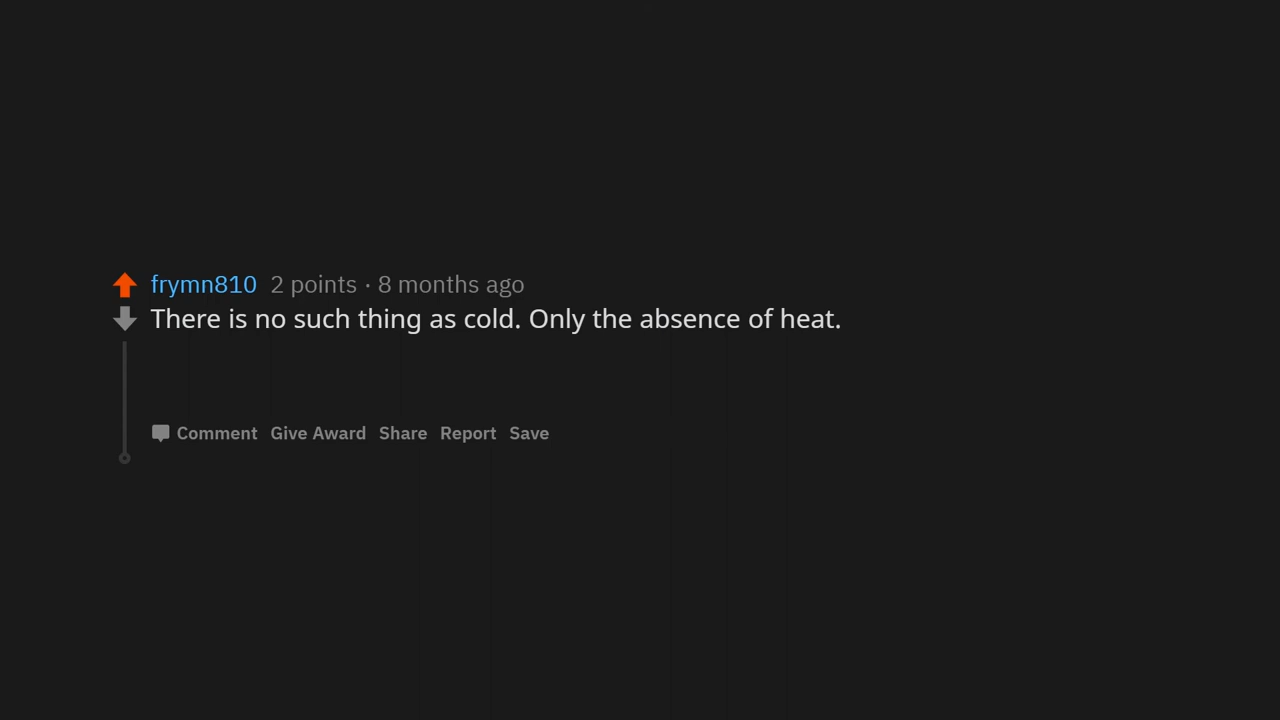 frymn810 2 points · 8 months ago
There is no such thing as cold. Only the absence of heat.
Comment Give Award Share Report Save